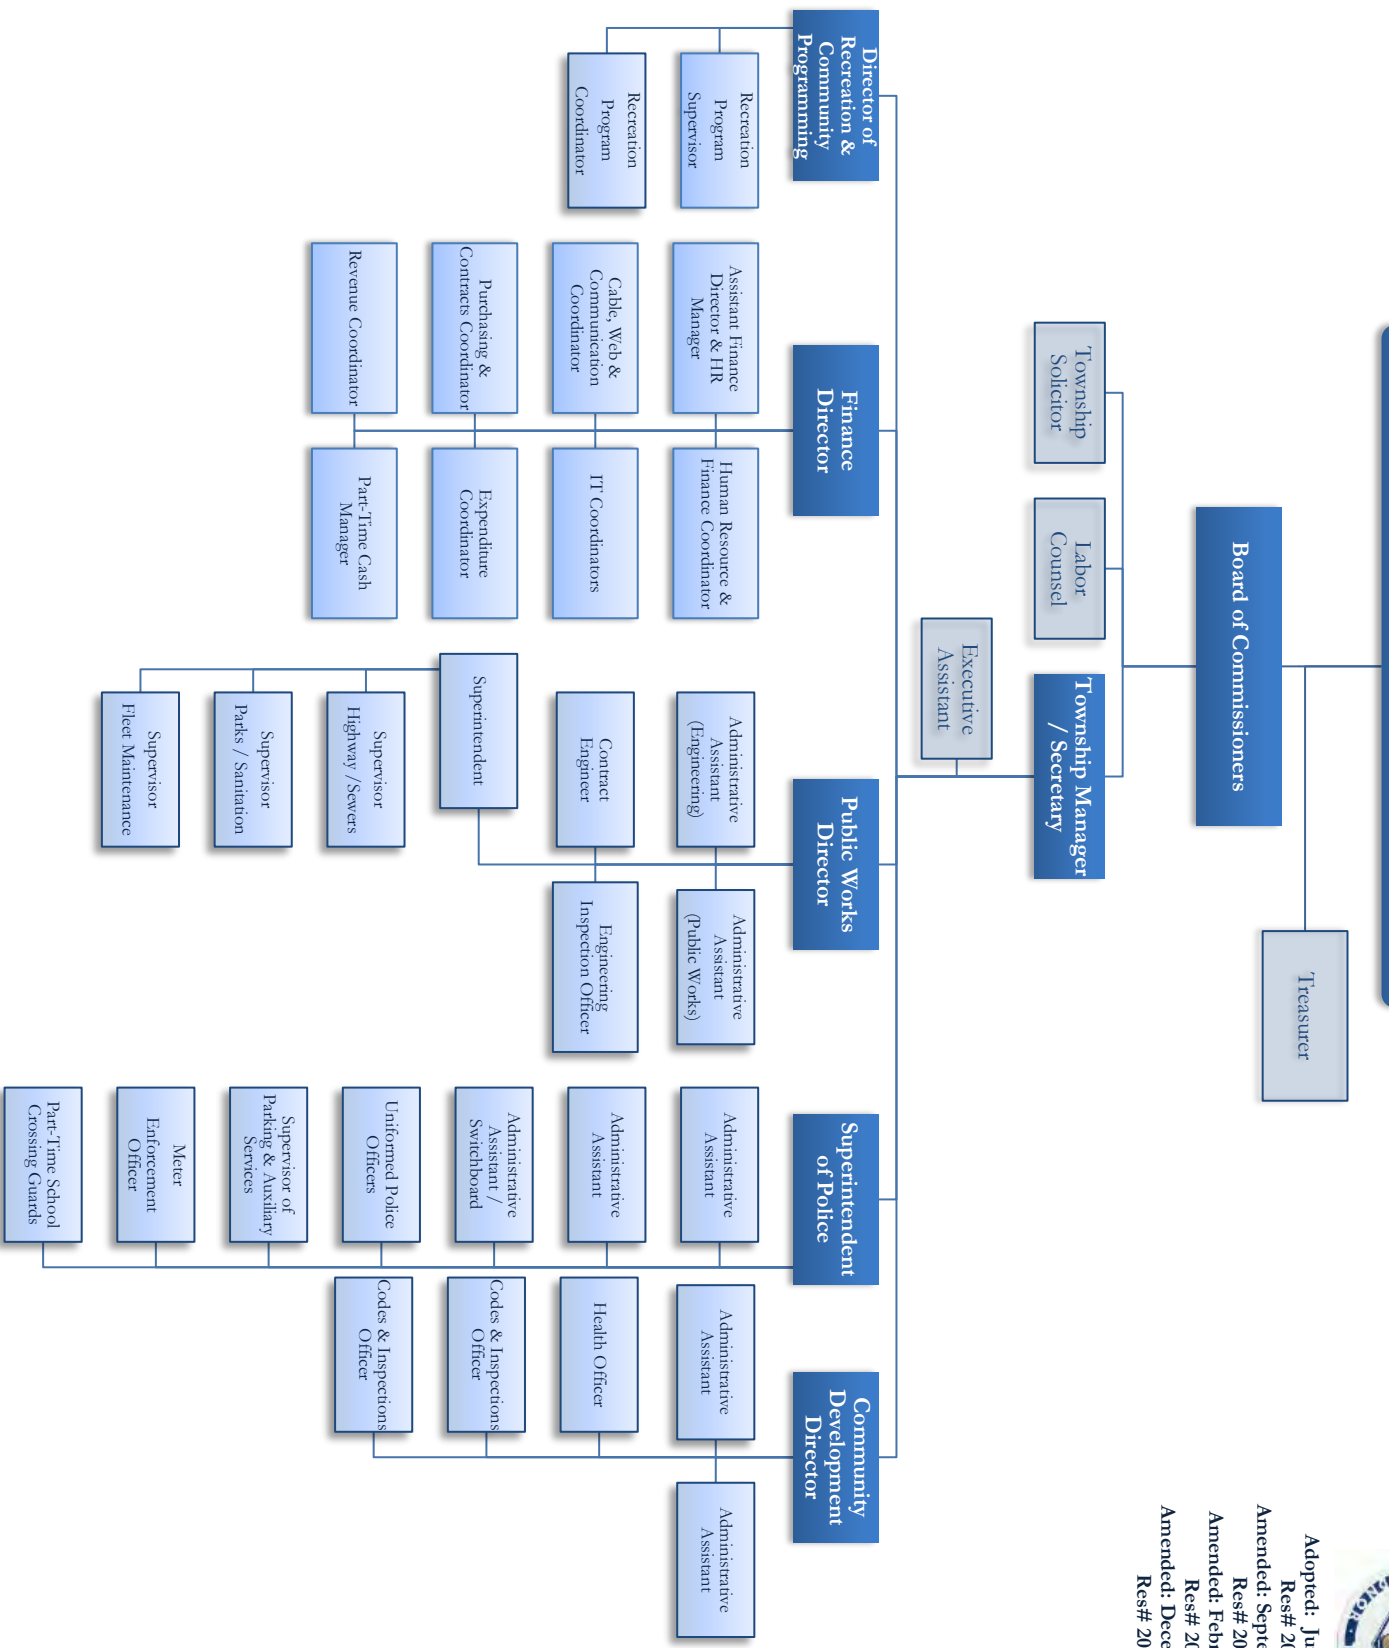 Treasurer
Board of Commissioners
Township
Solicitor
Labor
Counsel
Township Manager
/ Secretary
Executive
Assistant
Director of
Recreation &
Community
Programming
Recreation
Program
Supervisor
Recreation
Program
Coordinator
Finance
Director
Assistant Finance
Director & HR
Manager
Human Resource &
Finance Coordinator
Cable, Web &
Communication
Coordinator
IT Coordinators
Purchasing &
Contracts Coordinator
Expenditure
Coordinator
Revenue Coordinator
Part-Time Cash
Manager
Public Works
Director
Administrative
Assistant
(Engineering)
Administrative
Assistant
(Public Works)
Contract
Engineer
Engineering
Inspection Officer
Superintendent
Supervisor
Highway /Sewers
Supervisor
Parks / Sanitation
Supervisor
Fleet Maintenance
Superintendent
of Police
Administrative
Assistant
Administrative
Assistant
Administrative
Assistant /
Switchboard
Uniformed Police
Officers
Supervisor of
Parking & Auxiliary
Services
Meter
Enforcement
Officer
Part-Time School
Crossing Guards
Community
Development
Director
Administrative
Assistant
Administrative
Assistant
Health Officer
Codes & Inspections
Officer
Codes & Inspections
Officer
Adopted:
Res#
Amended:
Res#
Amended:
Res#
Amended:
Res#